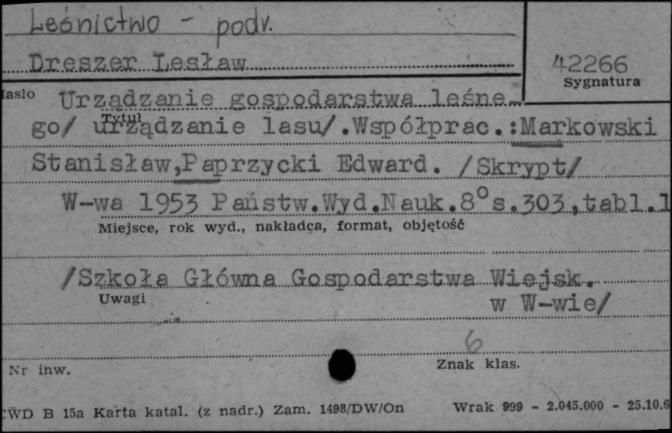 Leśnictwo - podr.
Dreszer Lesław
42266
Sygnatura
Hasło Urządzanie gospodarstwa leśne-
Tytuł
go/ urządzanie lasu/.Współprac.:Markowski
Stanisław,Paprzycki Edward. /Skrypt/
W-wa 1953 Państw.Wyd.Nauk.8°s.303,tabl.1
Miejsce, rok wyd., nakładca, format, objętość
/Szkoła Główna Gospodarstwa Wiejsk.
Uwagi
w W-wie/
6
Nr inw.
Znak klas.
CWD B 15a Karta katal. (z nadr.) Zam. 1498/DW/On
Wrak 999 - 2.045.000 - 25.10.6